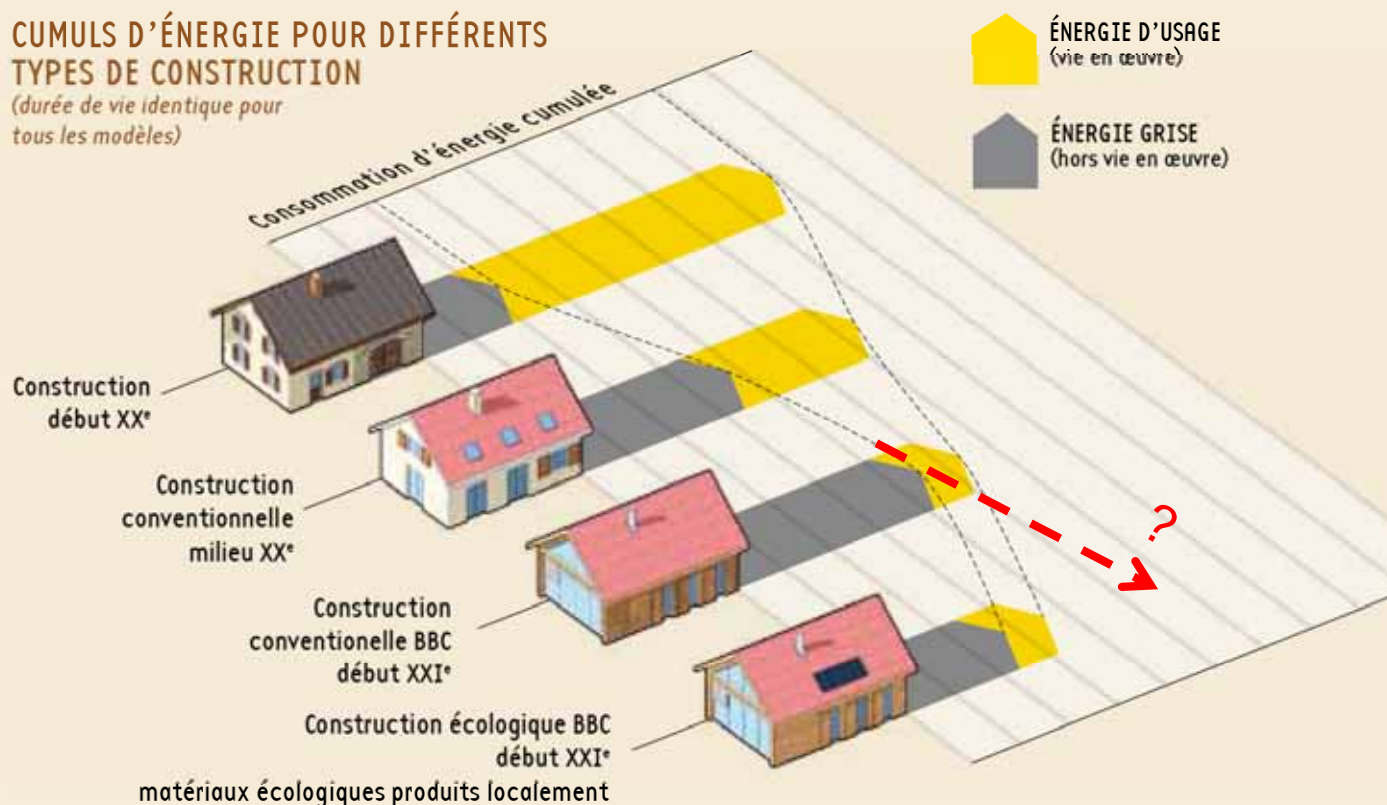 CUMULS D'ÉNERGIE POUR DIFFÉRENTS
TYPES DE CONSTRUCTION
(durée de vie identique pour
tous les modèles)
ÉNERGIE D'USAGE
(vie en œuvre)
ÉNERGIE GRISE
(hors vie en œuvre)
Consommation d'énergie cumulée
Construction
début XXᵉ
Construction
conventionnelle
milieu XXᵉ
Construction
conventionelle BBC
début XXIᵉ
Construction écologique BBC
début XXIᵉ
matériaux écologiques produits localement
?